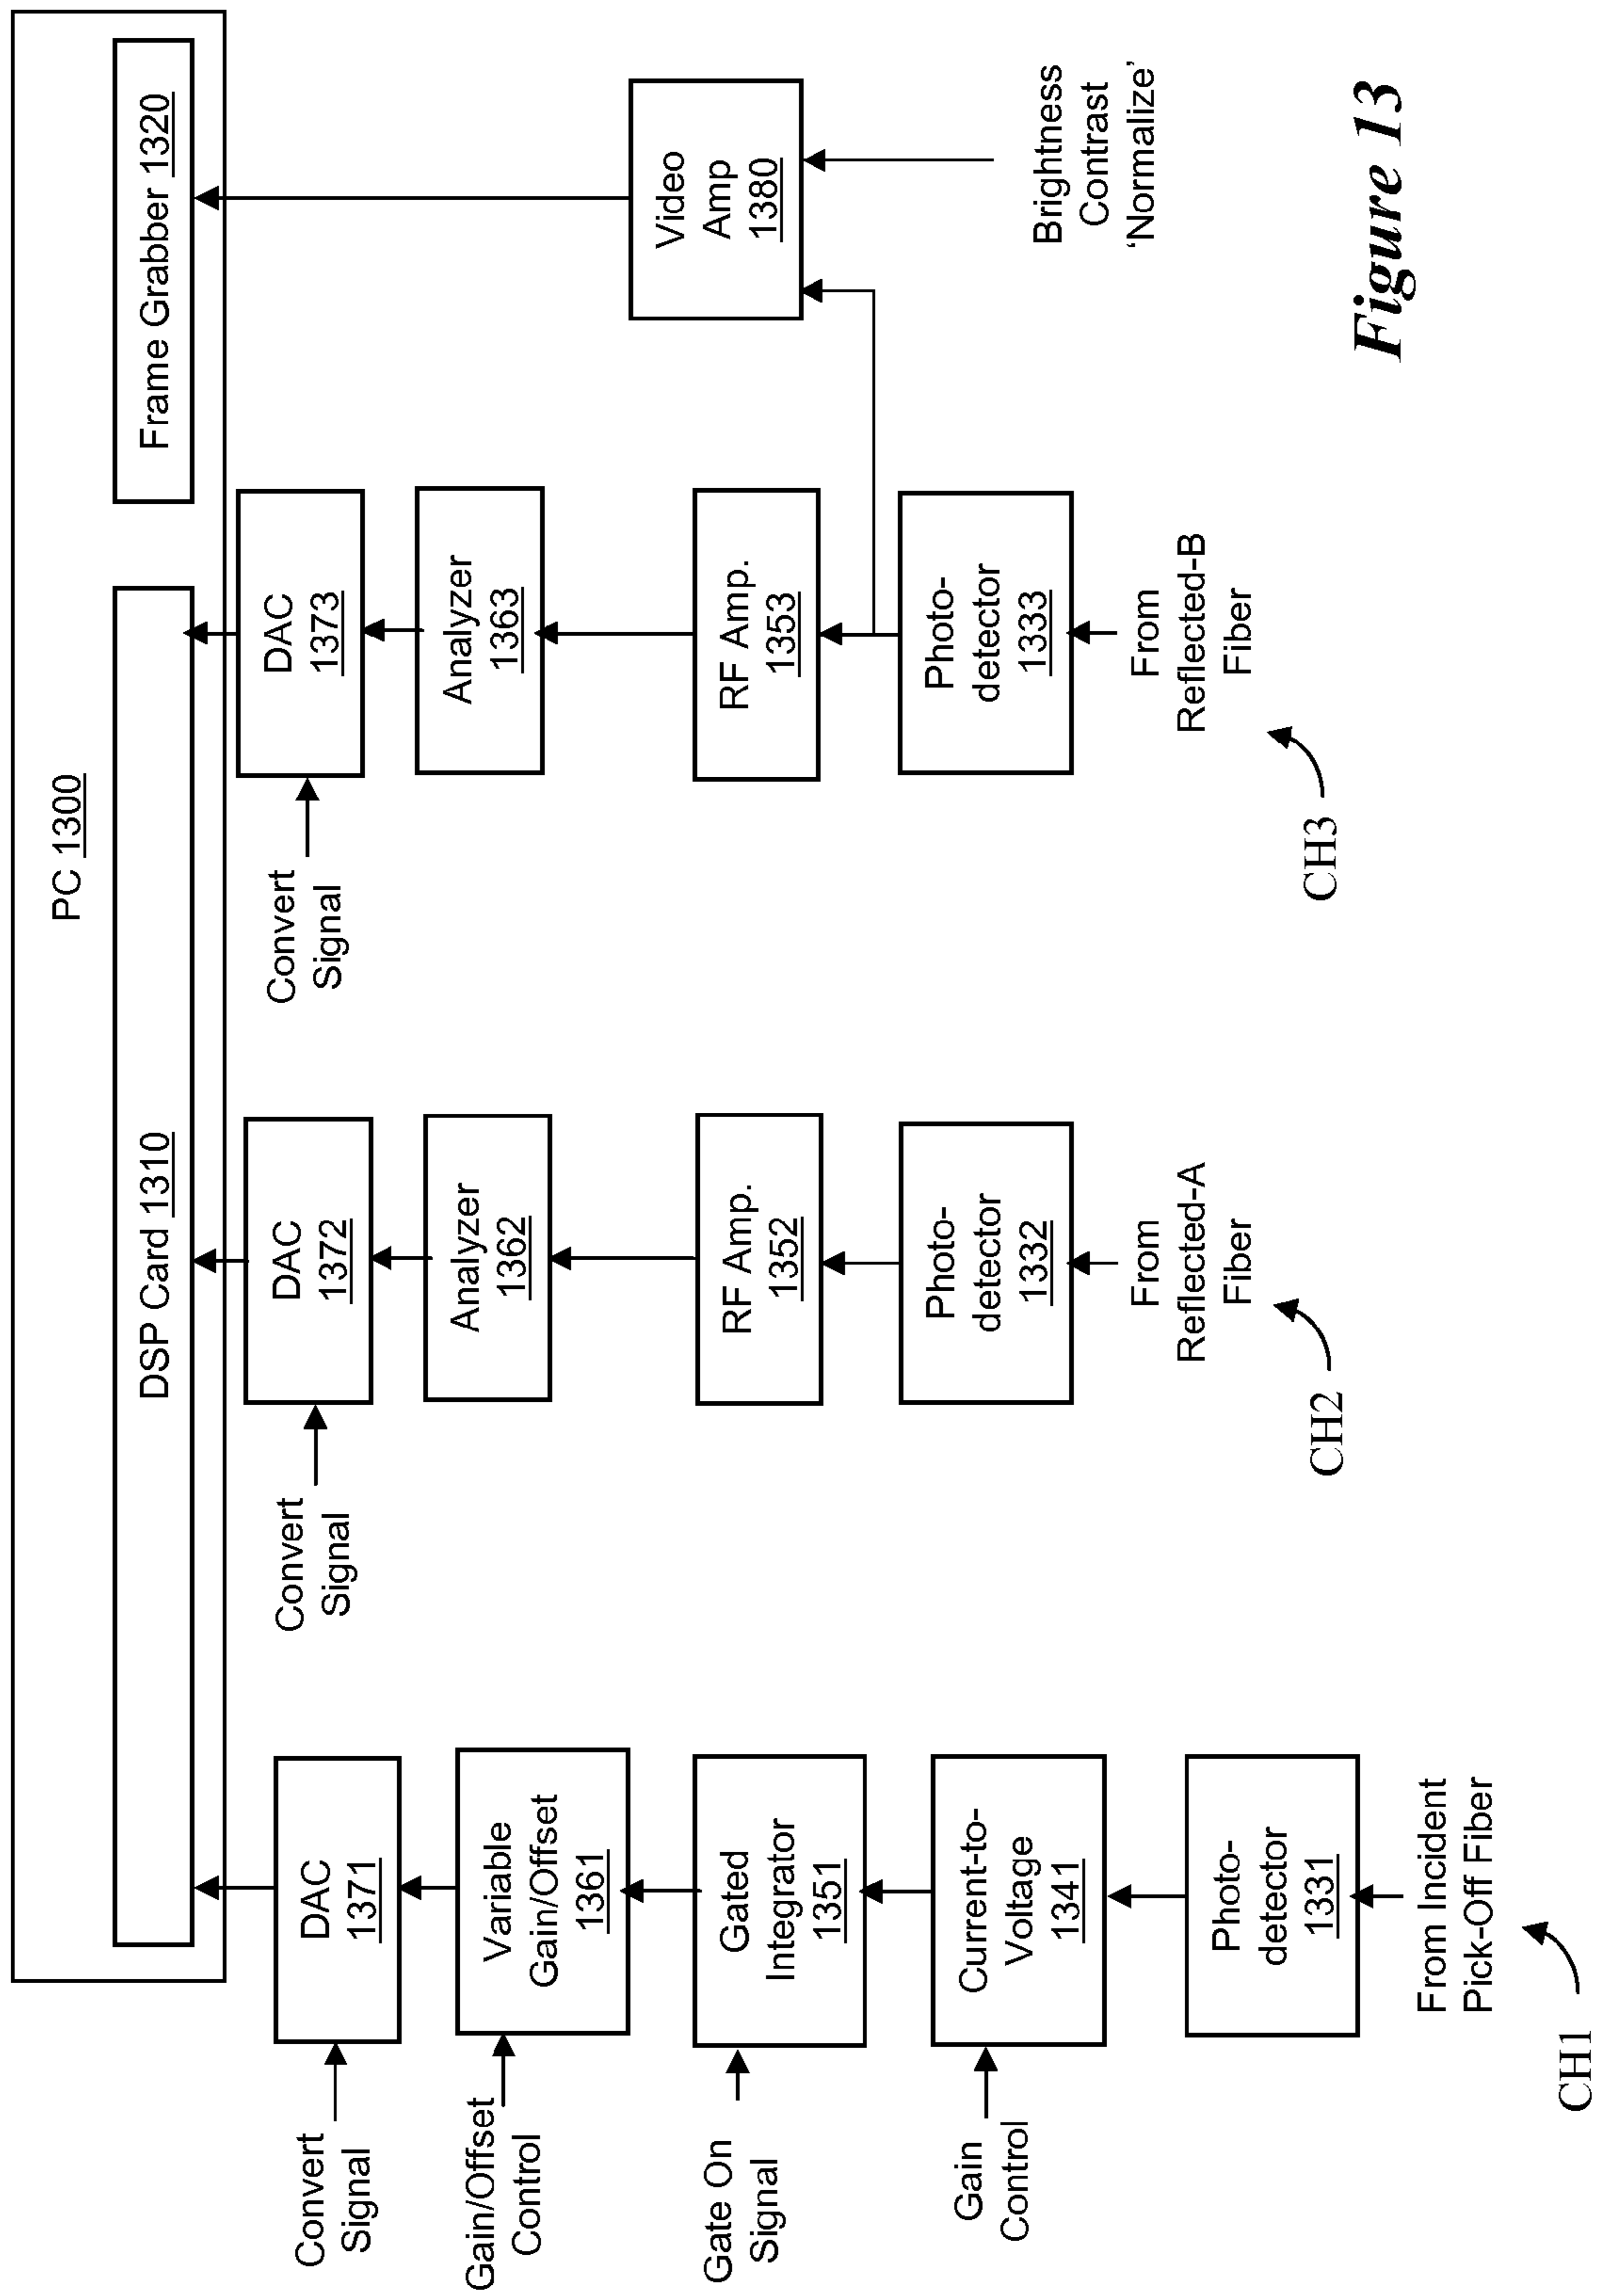 PC 1300
DSP Card 1310
Frame Grabber 1320
Convert
Signal
DAC
1371
Gain/Offset
Control
Variable
Gain/Offset
1361
Gate On
Signal
Gated
Integrator
1351
Gain
Control
Current-to-
Voltage
1341
Photo-
detector
1331
From Incident
Pick-Off Fiber
CH1
Convert
Signal
DAC
1372
Analyzer
1362
RF Amp.
1352
Photo-
detector
1332
From
Reflected-A
Fiber
CH2
Convert
Signal
DAC
1373
Analyzer
1363
RF Amp.
1353
Photo-
detector
1333
From
Reflected-B
Fiber
CH3
Video
Amp
1380
Brightness
Contrast
‘Normalize’
Figure 13